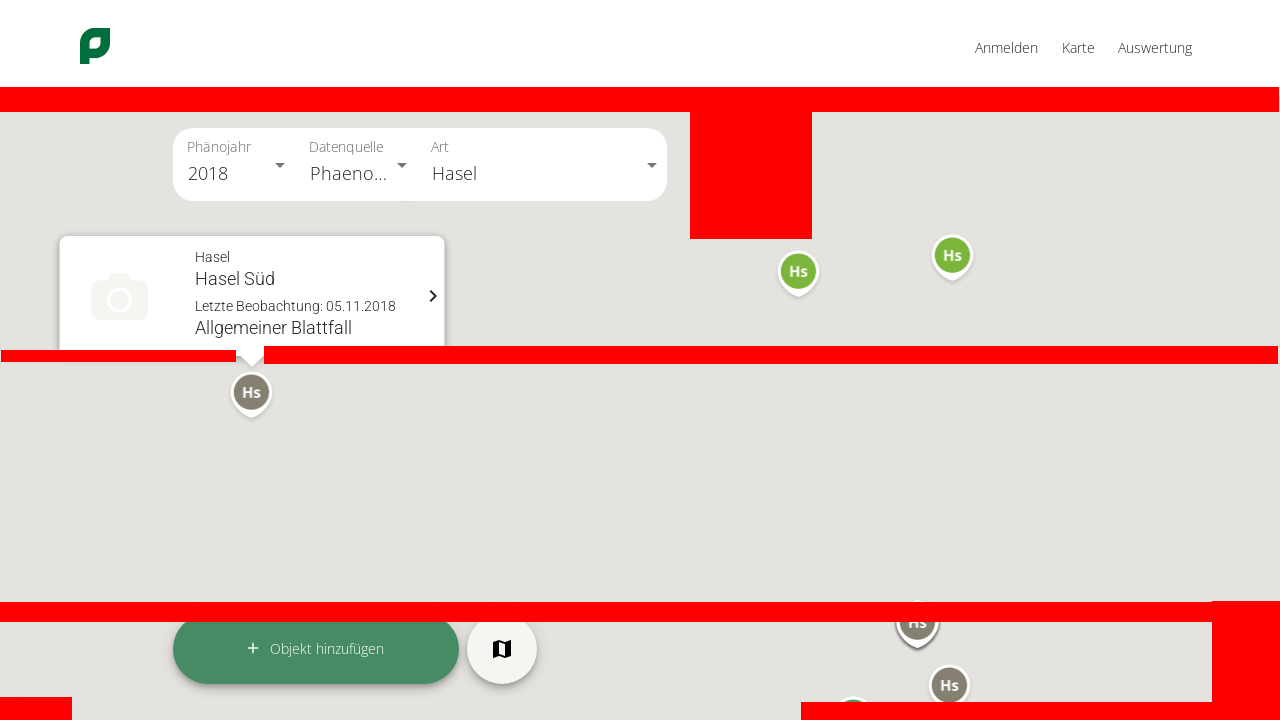 Anmelden Karte Auswertung
Phänojahr Datenquelle Art
2018 Phaeno... Hasel
Hasel
Hasel Süd
Letzte Beobachtung: 05.11.2018
Allgemeiner Blattfall
Hs
Hs
Hs
Hs
+ Objekt hinzufügen
Hs